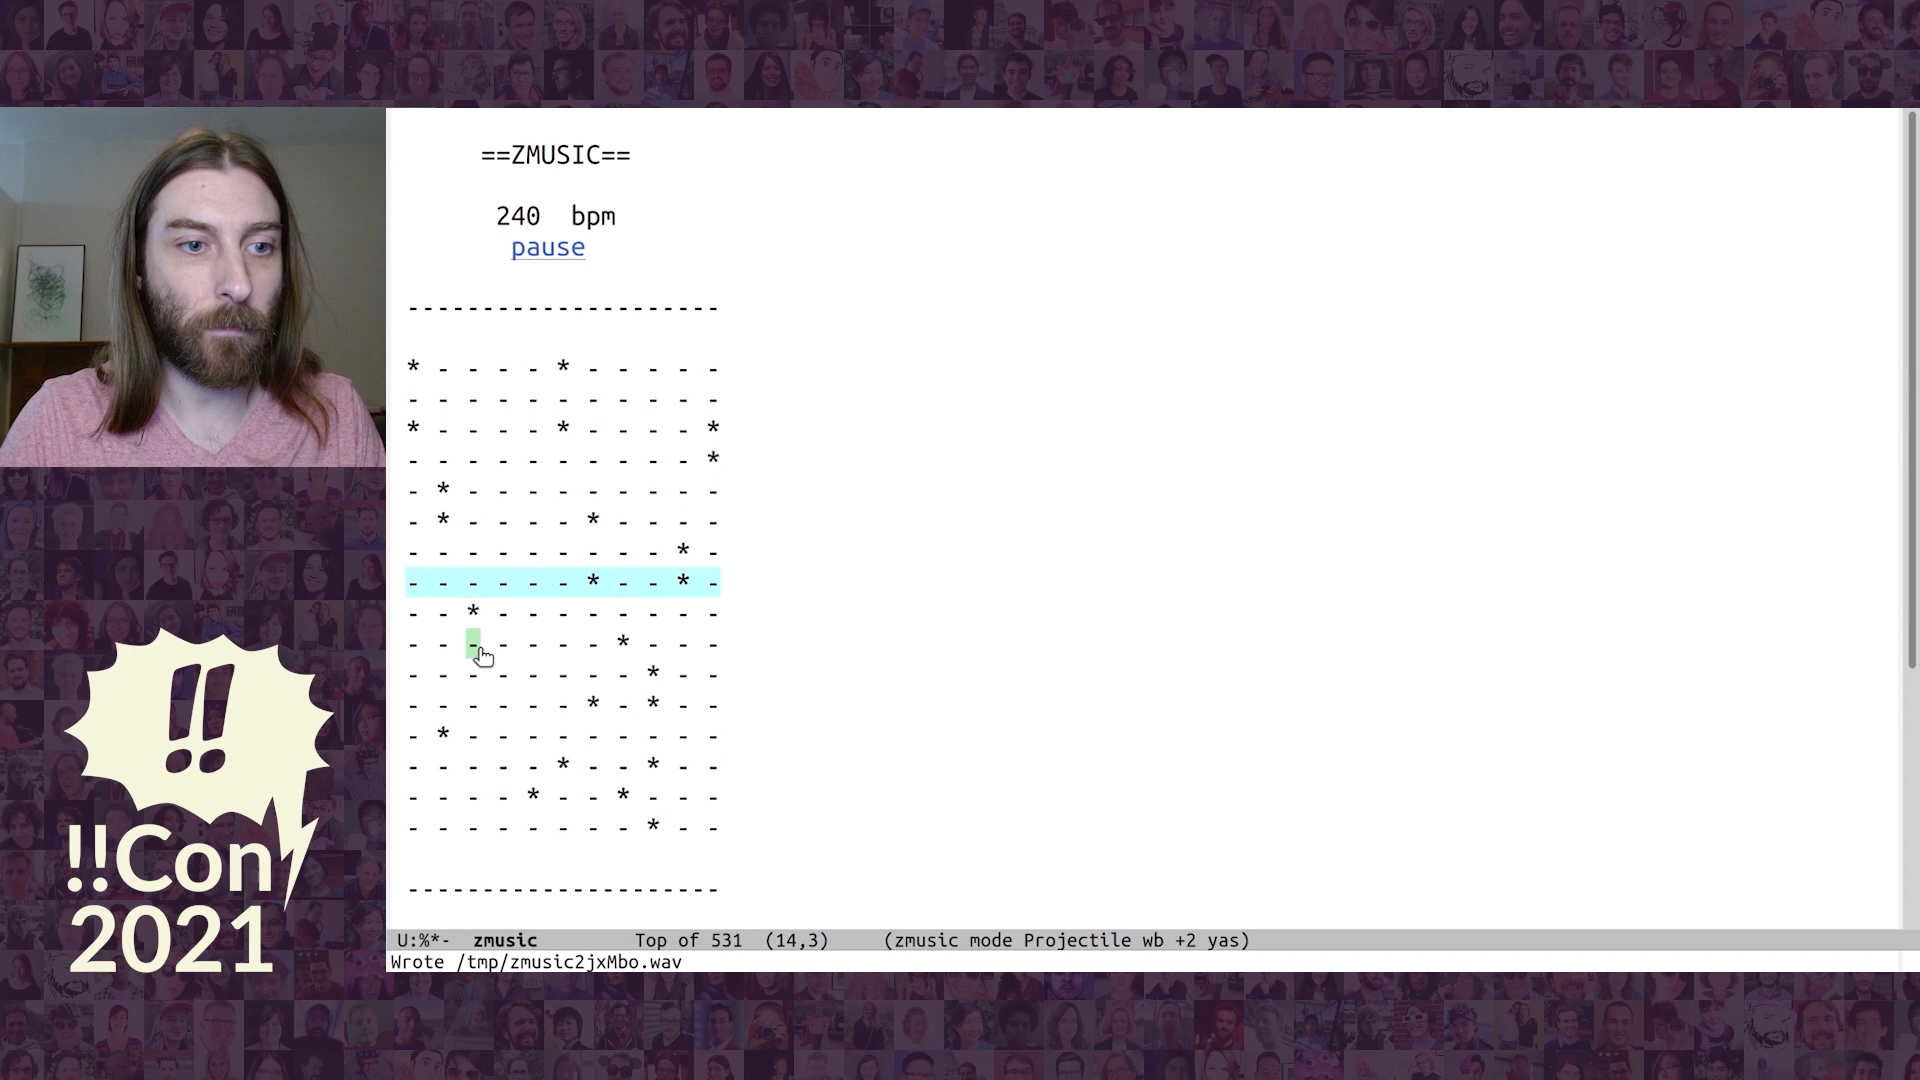 ==ZMUSIC==
240 bpm
pause
---------------------
* - - - - * - - - - -
- - - - - - - - - - -
* - - - - * - - - - *
- - - - - - - - - - *
- * - - - - - - - - -
- * - - - - * - - - -
- - - - - - - - - * -
- - - - - - * - - * -
- - * - - - - - - - -
- - - - - - - * - - -
- - - - - - - - * - -
- - - - - - * - * - -
- * - - - - - - - - -
- - - - - * - - * - -
- - - - * - - * - - -
- - - - - - - - * - -
---------------------
U:%*- zmusic Top of 531 (14,3) (zmusic mode Projectile wb +2 yas)
Wrote /tmp/zmusic2jxMbo.wav
!!
!!Con
2021